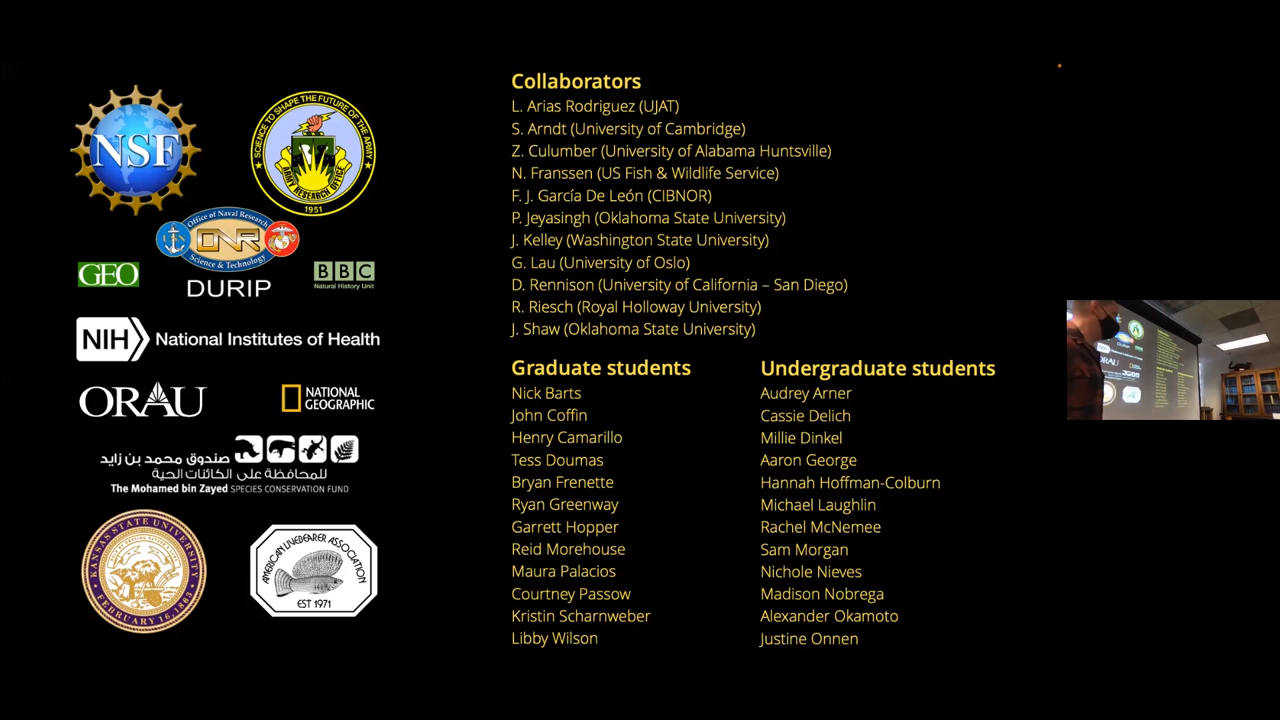 NSF
SCIENCE TO SHAPE THE FUTURE OF THE ARMY
ARMY RESEARCH OFFICE
1951
Office of Naval Research
ONR
Science & Technology
DURIP
GEO
BBC
Natural History Unit
NIH National Institutes of Health
ORAU
NATIONAL
GEOGRAPHIC
صندوق محمد بن زايد
للمحافظة على الكائنات الحية
The Mohamed bin Zayed SPECIES CONSERVATION FUND
KANSAS STATE UNIVERSITY
FEBRUARY 16, 1863
AMERICAN LIVEBEARER ASSOCIATION
EST 1971
Collaborators
L. Arias Rodriguez (UJAT)
S. Arndt (University of Cambridge)
Z. Culumber (University of Alabama Huntsville)
N. Franssen (US Fish & Wildlife Service)
F. J. García De León (CIBNOR)
P. Jeyasingh (Oklahoma State University)
J. Kelley (Washington State University)
G. Lau (University of Oslo)
D. Rennison (University of California – San Diego)
R. Riesch (Royal Holloway University)
J. Shaw (Oklahoma State University)
Graduate students
Nick Barts
John Coffin
Henry Camarillo
Tess Doumas
Bryan Frenette
Ryan Greenway
Garrett Hopper
Reid Morehouse
Maura Palacios
Courtney Passow
Kristin Scharnweber
Libby Wilson
Undergraduate students
Audrey Arner
Cassie Delich
Millie Dinkel
Aaron George
Hannah Hoffman-Colburn
Michael Laughlin
Rachel McNemee
Sam Morgan
Nichole Nieves
Madison Nobrega
Alexander Okamoto
Justine Onnen